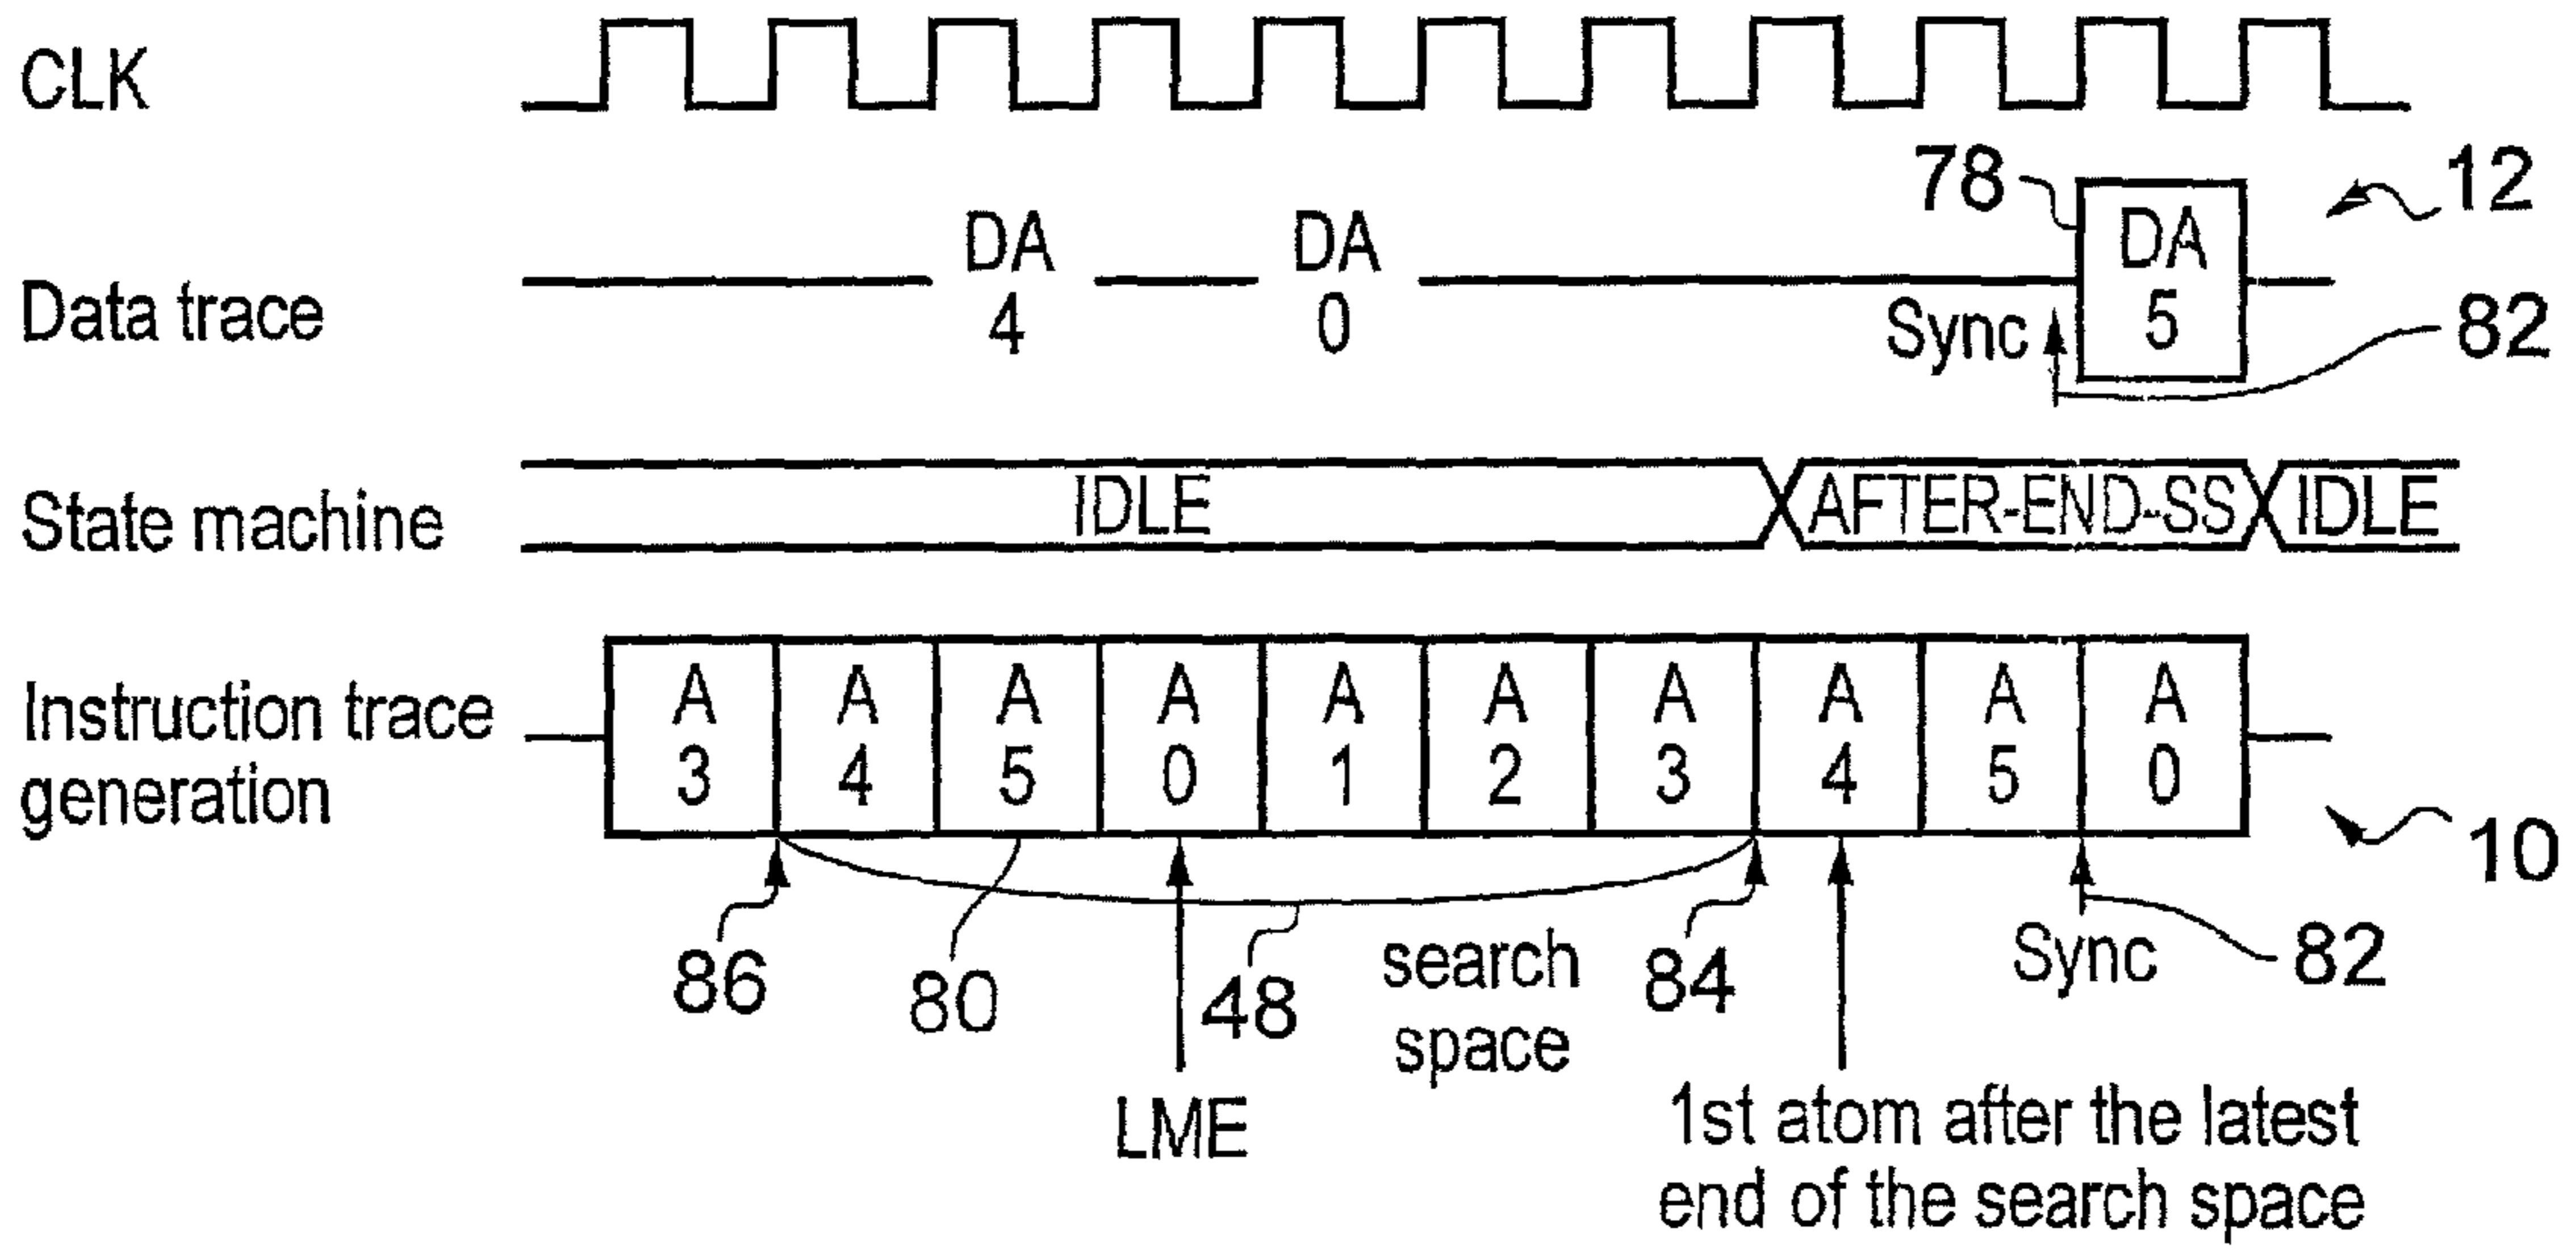 CLK
78
12
DA DA DA
Data trace
4 0 Sync 5 82
State machine IDLE AFTER-END-SS IDLE
Instruction trace
generation
A A A A A A A A A A
3 4 5 0 1 2 3 4 5 0
10
86 80 48 search space 84 Sync 82
LME
1st atom after the latest
end of the search space